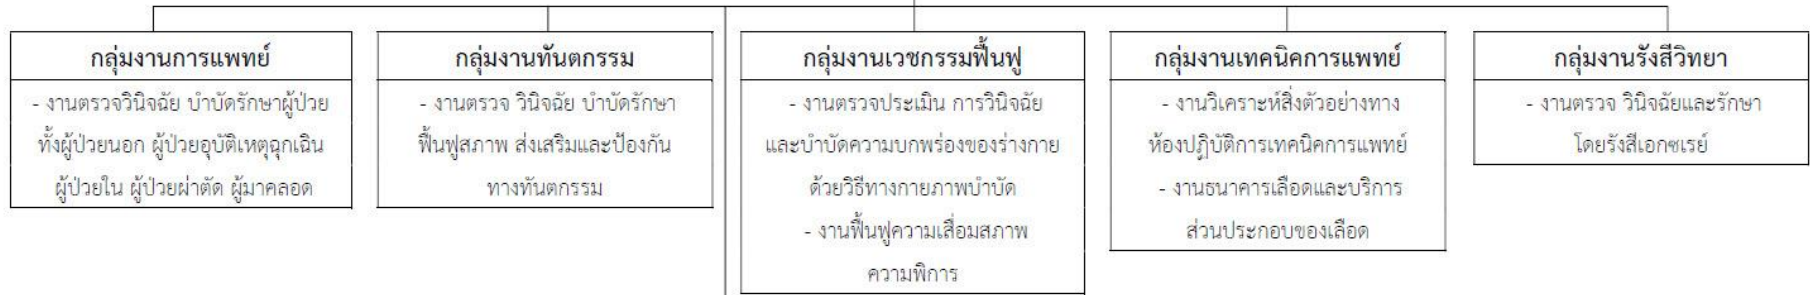 กลุ่มงานการแพทย์
- งานตรวจวินิจฉัย บำบัดรักษาผู้ป่วย
ทั้งผู้ป่วยนอก ผู้ป่วยอุบัติเหตุฉุกเฉิน
ผู้ป่วยใน ผู้ป่วยผ่าตัด ผู้มาคลอด
กลุ่มงานทันตกรรม
- งานตรวจ วินิจฉัย บำบัดรักษา
ฟื้นฟูสภาพ ส่งเสริมและป้องกัน
ทางทันตกรรม
กลุ่มงานเวชกรรมฟื้นฟู
- งานตรวจประเมิน การวินิจฉัย
และบำบัดความบกพร่องของร่างกาย
ด้วยวิธีทางกายภาพบำบัด
- งานฟื้นฟูความเสื่อมสภาพ
ความพิการ
กลุ่มงานเทคนิคการแพทย์
- งานวิเคราะห์สิ่งตัวอย่างทาง
ห้องปฏิบัติการเทคนิคการแพทย์
- งานธนาคารเลือดและบริการ
ส่วนประกอบของเลือด
กลุ่มงานรังสีวิทยา
- งานตรวจ วินิจฉัยและรักษา
โดยรังสีเอกซเรย์